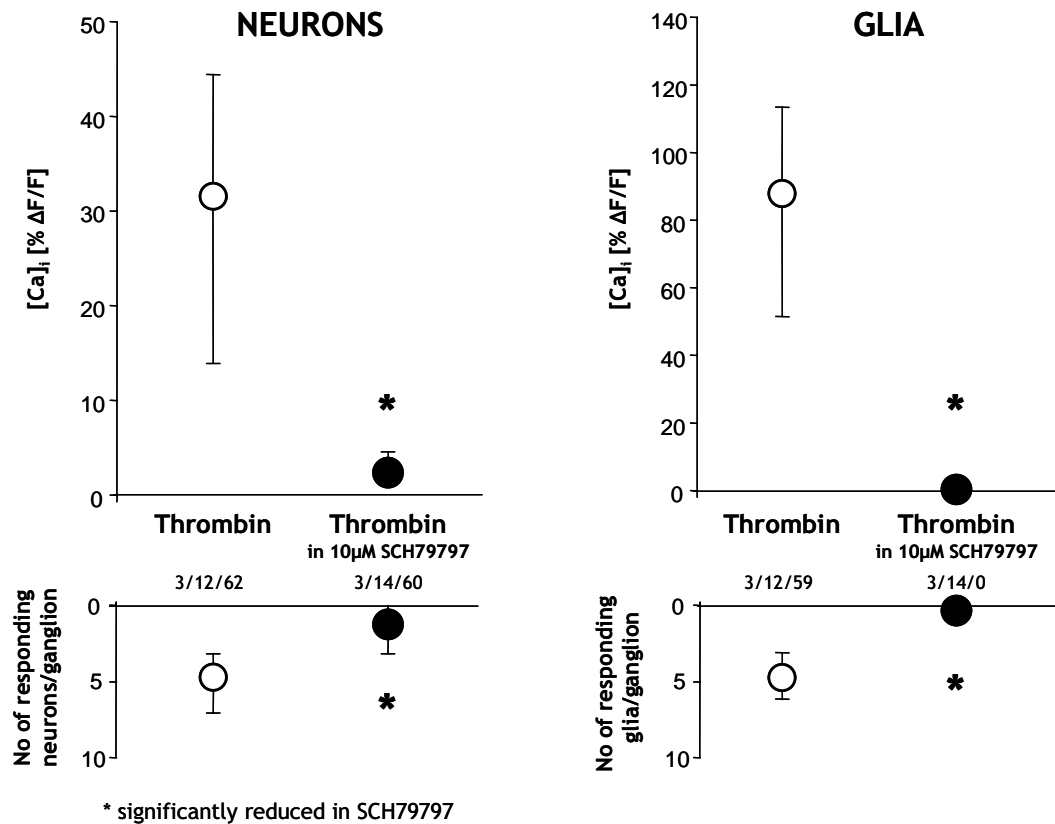 NEURONS
50
40
30
20
10
0
[Ca]i [% ΔF/F]
*
Thrombin
Thrombin
in 10µM SCH79797
3/12/62
3/14/60
0
5
10
No of responding
neurons/ganglion
*
GLIA
140
120
100
80
60
40
20
0
[Ca]i [% ΔF/F]
*
Thrombin
Thrombin
in 10µM SCH79797
3/12/59
3/14/0
0
5
10
No of responding
glia/ganglion
*
* significantly reduced in SCH79797